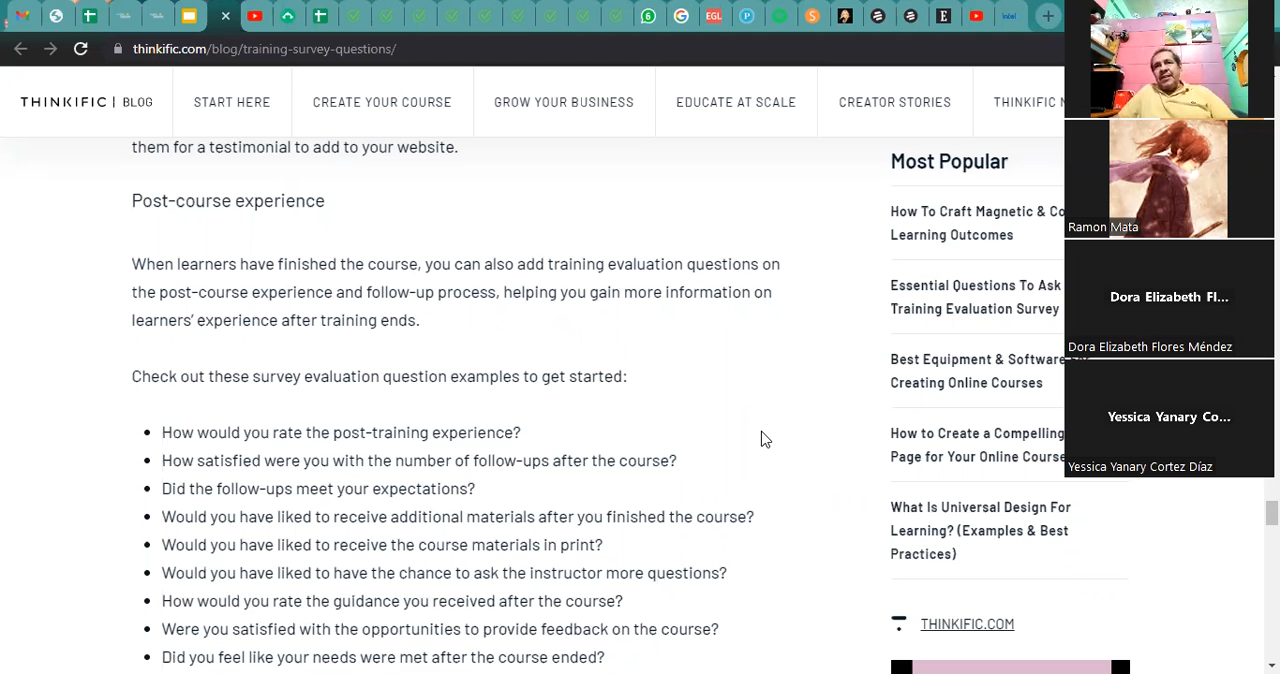 thinkific.com/blog/training-survey-questions/
THINKIFIC | BLOG
START HERE
CREATE YOUR COURSE
GROW YOUR BUSINESS
EDUCATE AT SCALE
CREATOR STORIES
THINKIFIC
them for a testimonial to add to your website.
Post-course experience
When learners have finished the course, you can also add training evaluation questions on
the post-course experience and follow-up process, helping you gain more information on
learners’ experience after training ends.
Check out these survey evaluation question examples to get started:
• How would you rate the post-training experience?
• How satisfied were you with the number of follow-ups after the course?
• Did the follow-ups meet your expectations?
• Would you have liked to receive additional materials after you finished the course?
• Would you have liked to receive the course materials in print?
• Would you have liked to have the chance to ask the instructor more questions?
• How would you rate the guidance you received after the course?
• Were you satisfied with the opportunities to provide feedback on the course?
• Did you feel like your needs were met after the course ended?
Most Popular
How To Craft Magnetic & Co
Learning Outcomes
Essential Questions To Ask
Training Evaluation Survey
Best Equipment & Software
Creating Online Courses
How to Create a Compelling
Page for Your Online Course
What Is Universal Design For
Learning? (Examples & Best
Practices)
THINKIFIC.COM
Ramon Mata
Dora Elizabeth Fl...
Dora Elizabeth Flores Méndez
Yessica Yanary Co...
Yessica Yanary Cortez Díaz
6
EGL